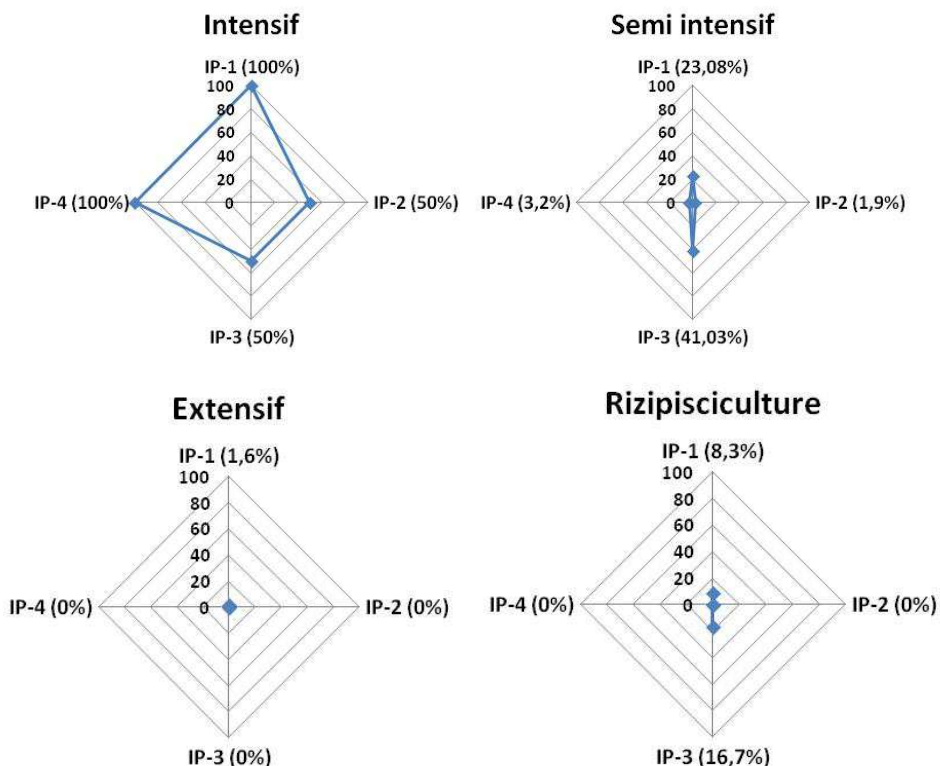 Intensif
IP-1 (100%)
100
80
60
40
20
0
IP-4 (100%)
IP-2 (50%)
IP-3 (50%)
Semi intensif
IP-1 (23,08%)
100
80
60
40
20
0
IP-4 (3,2%)
IP-2 (1,9%)
IP-3 (41,03%)
Extensif
IP-1 (1,6%)
100
80
60
40
20
0
IP-4 (0%)
IP-2 (0%)
IP-3 (0%)
Rizipisciculture
IP-1 (8,3%)
100
80
60
40
20
0
IP-4 (0%)
IP-2 (0%)
IP-3 (16,7%)